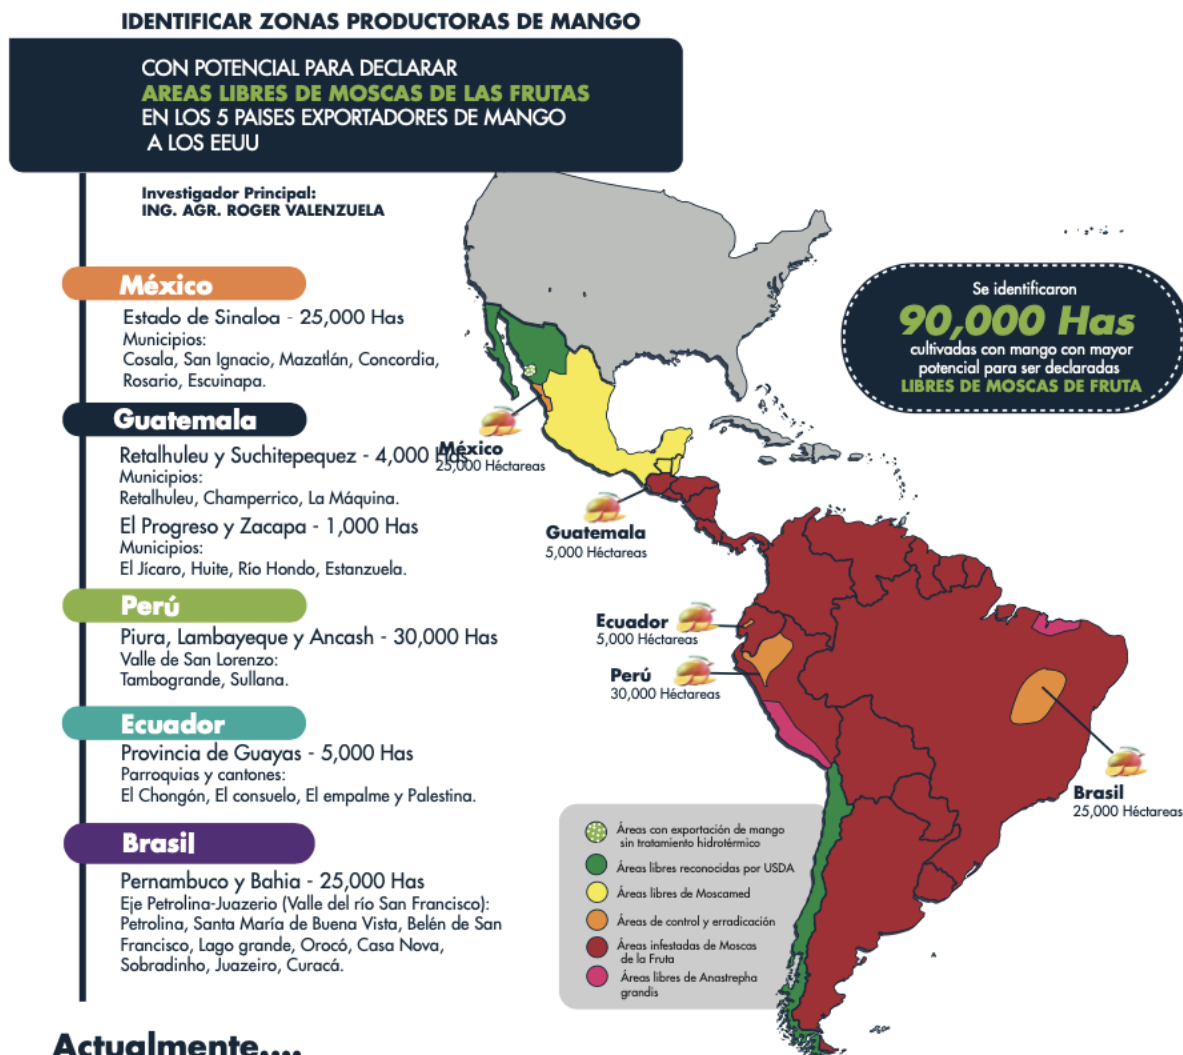 IDENTIFICAR ZONAS PRODUCTORAS DE MANGO
CON POTENCIAL PARA DECLARAR
AREAS LIBRES DE MOSCAS DE LAS FRUTAS
EN LOS 5 PAISES EXPORTADORES DE MANGO
A LOS EEUU
Investigador Principal:
ING. AGR. ROGER VALENZUELA
México
Estado de Sinaloa - 25,000 Has
Municipios:
Cosala, San Ignacio, Mazatlán, Concordia,
Rosario, Escuinapa.
Guatemala
Retalhuleu y Suchitepequez - 4,000 Has
Municipios:
Retalhuleu, Champerrico, La Máquina.
El Progreso y Zacapa - 1,000 Has
Municipios:
El Jícaro, Huite, Río Hondo, Estanzuela.
Perú
Piura, Lambayeque y Ancash - 30,000 Has
Valle de San Lorenzo:
Tambogrande, Sullana.
Ecuador
Provincia de Guayas - 5,000 Has
Parroquias y cantones:
El Chongón, El consuelo, El empalme y Palestina.
Brasil
Pernambuco y Bahia - 25,000 Has
Eje Petrolina-Juazerio (Valle del río San Francisco):
Petrolina, Santa María de Buena Vista, Belén de San
Francisco, Lago grande, Orocó, Casa Nova,
Sobradinho, Juazeiro, Curacá.
Actualmente....
Se identificaron
90,000 Has
cultivadas con mango con mayor
potencial para ser declaradas
LIBRES DE MOSCAS DE FRUTA
México
25,000 Héctareas
Guatemala
5,000 Héctareas
Ecuador
5,000 Héctareas
Perú
30,000 Héctareas
Brasil
25,000 Héctareas
Áreas con exportación de mango
sin tratamiento hidrotérmico
Áreas libres reconocidas por USDA
Áreas libres de Moscamed
Áreas de control y erradicación
Áreas infestadas de Moscas
de la Fruta
Áreas libres de Anastrepha
grandis